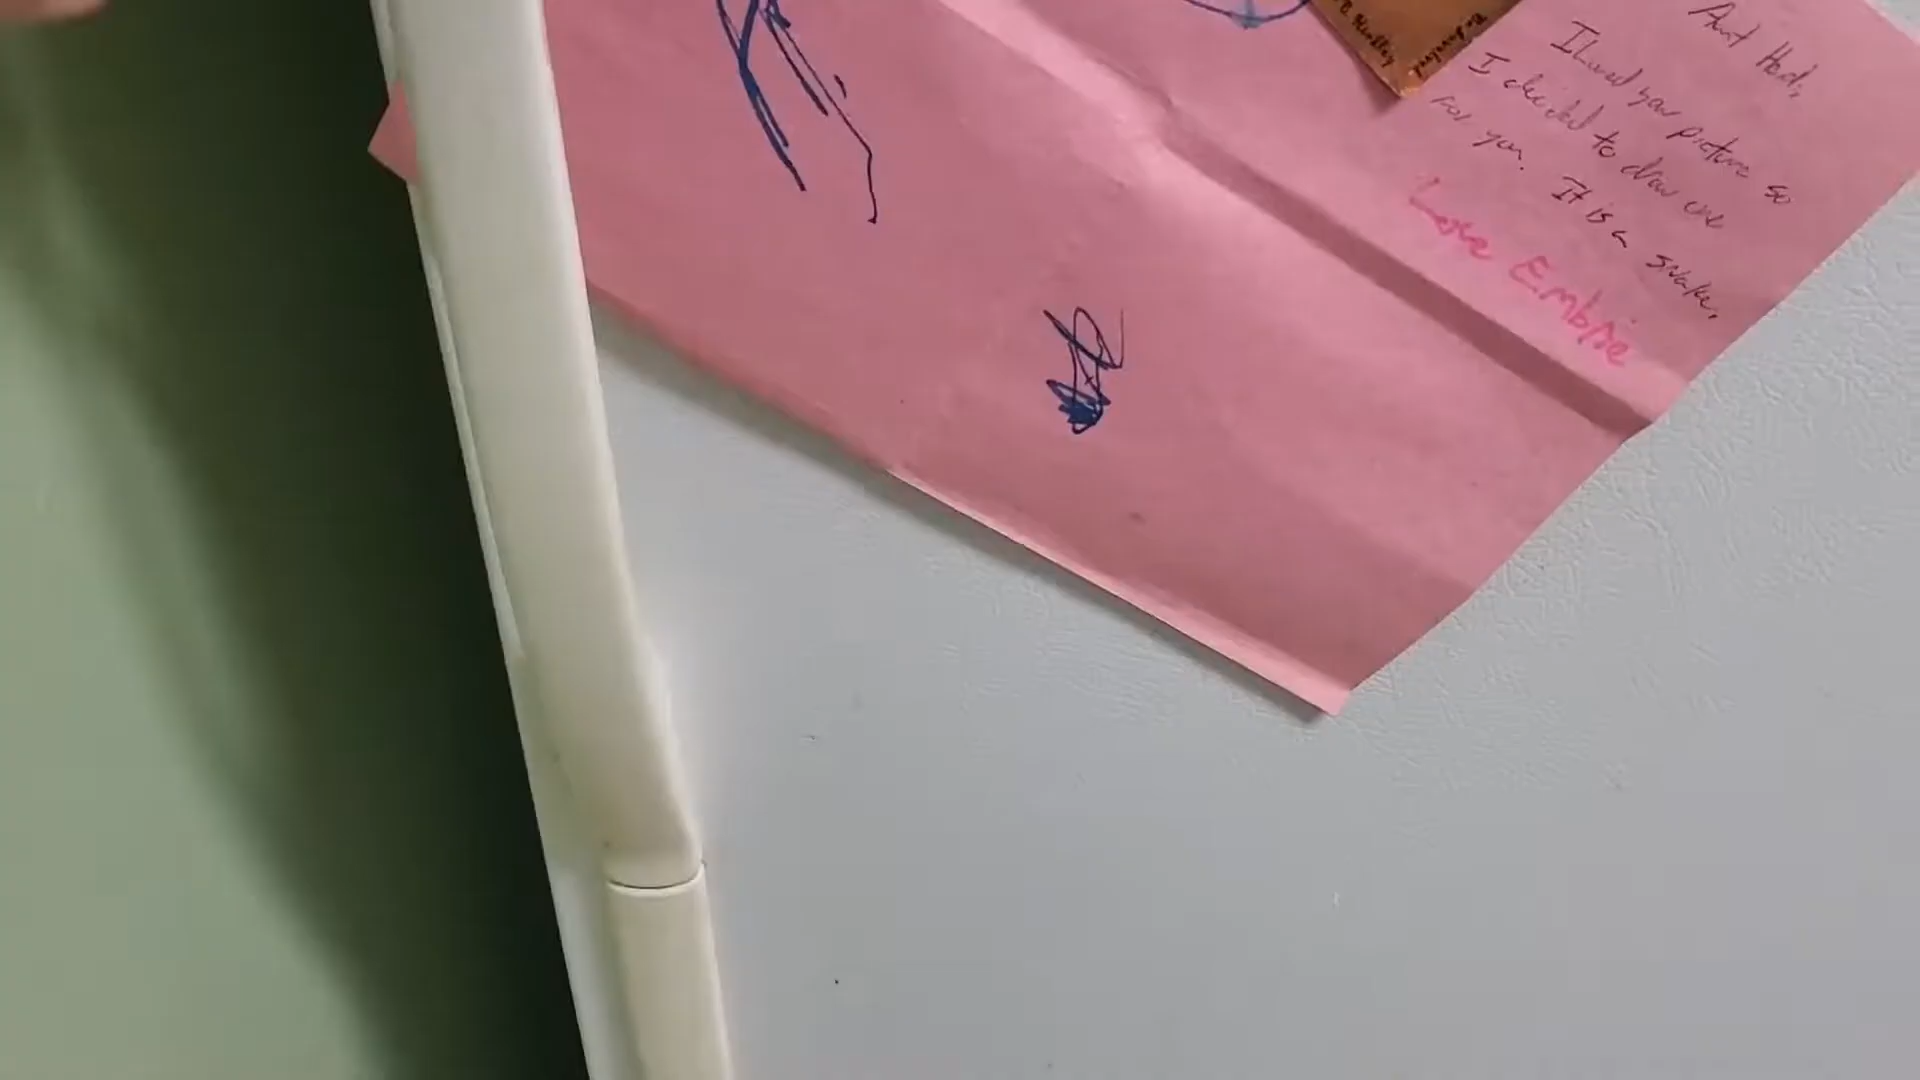 Aunt Heidi,
I loved your picture so
I decided to draw one
for you. It is a snake.
Love Embrie